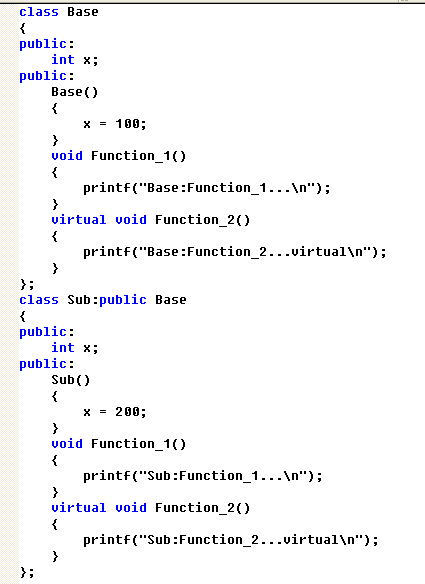 class Base
{
public:
    int x;
public:
    Base()
    {
        x = 100;
    }
    void Function_1()
    {
        printf("Base:Function_1...\n");
    }
    virtual void Function_2()
    {
        printf("Base:Function_2...virtual\n");
    }
};
class Sub:public Base
{
public:
    int x;
public:
    Sub()
    {
        x = 200;
    }
    void Function_1()
    {
        printf("Sub:Function_1...\n");
    }
    virtual void Function_2()
    {
        printf("Sub:Function_2...virtual\n");
    }
};